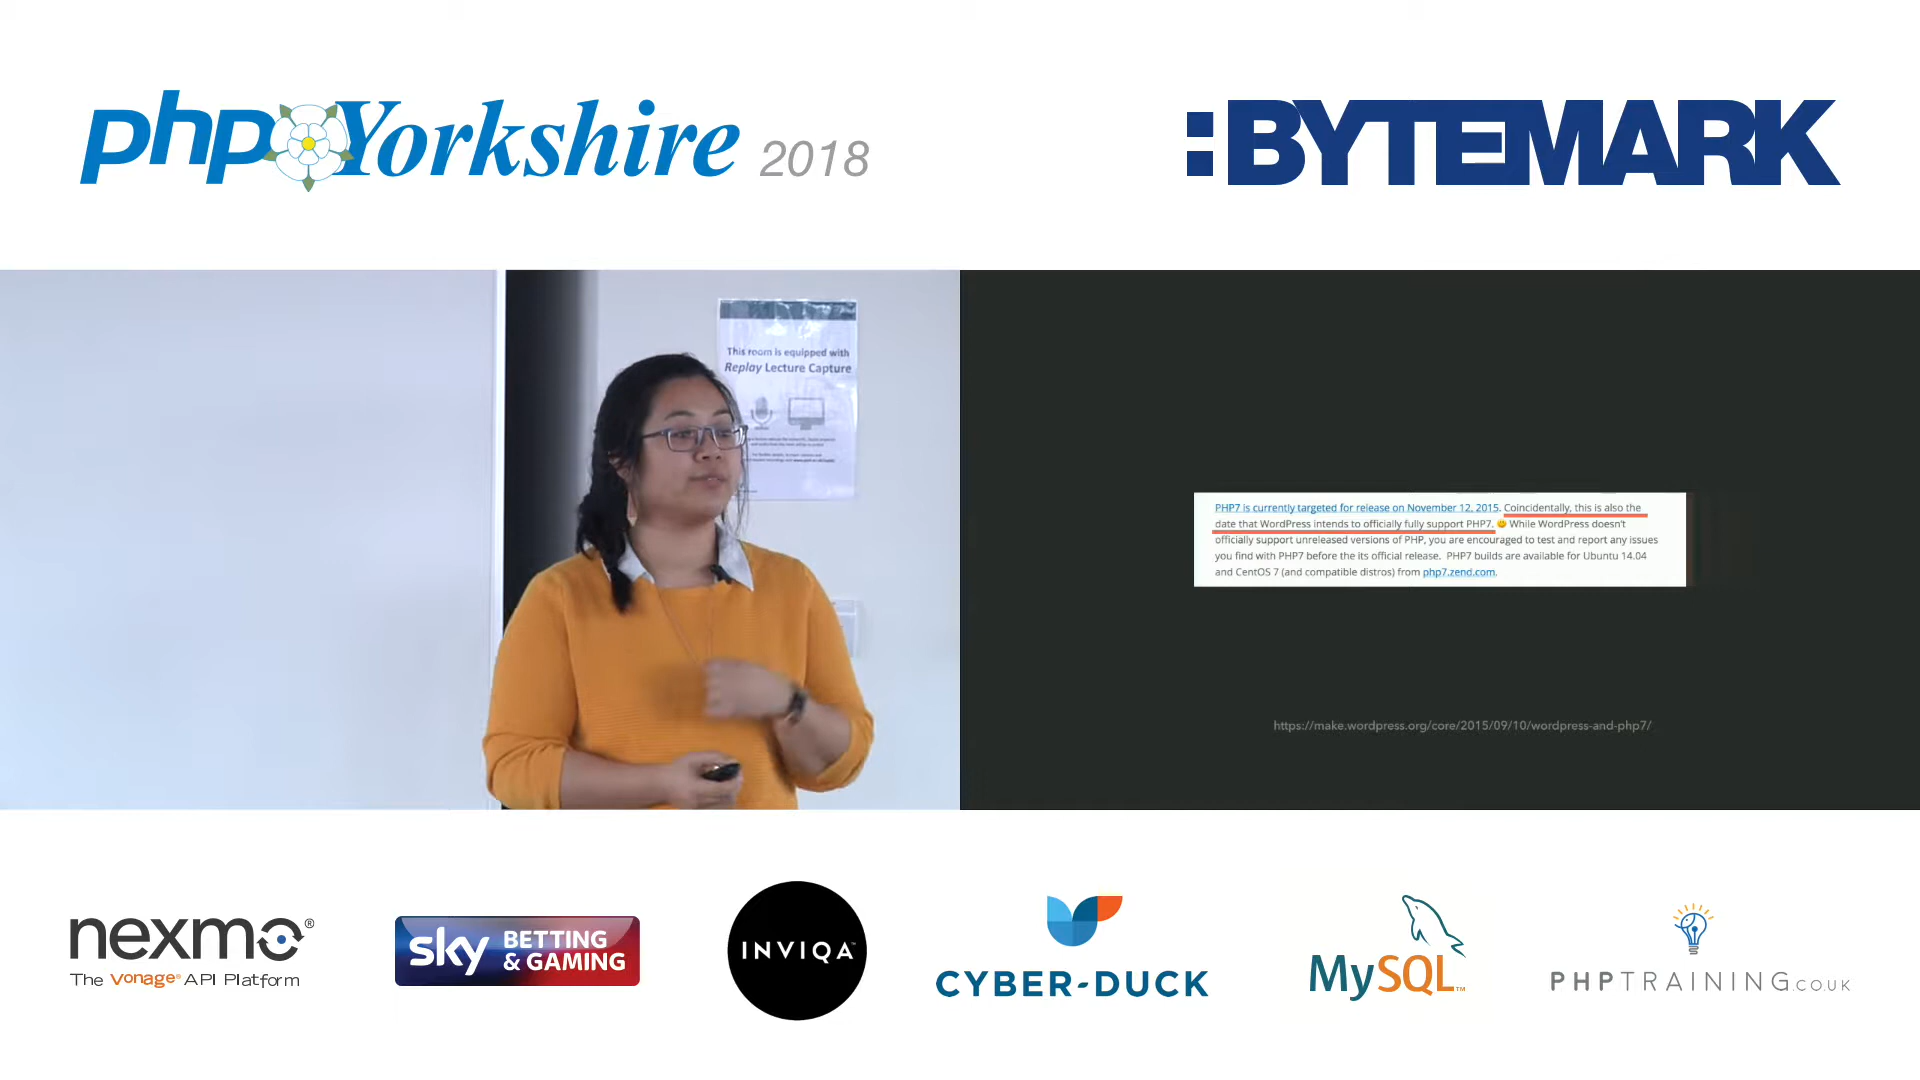 php Yorkshire 2018
:BYTEMARK
This room is equipped with
Replay Lecture Capture
PHP7 is currently targeted for release on November 12, 2015. Coincidentally, this is also the
date that WordPress intends to officially fully support PHP7. 🙂 While WordPress doesn't
officially support unreleased versions of PHP, you are encouraged to test and report any issues
you find with PHP7 before the its official release. PHP7 builds are available for Ubuntu 14.04
and CentOS 7 (and compatible distros) from php7.zend.com.
https://make.wordpress.org/core/2015/09/10/wordpress-and-php7/
nexmo®
The Vonage® API Platform
sky BETTING
& GAMING
INVIQA™
CYBER-DUCK
MySQL™
PHPTRAINING.CO.UK